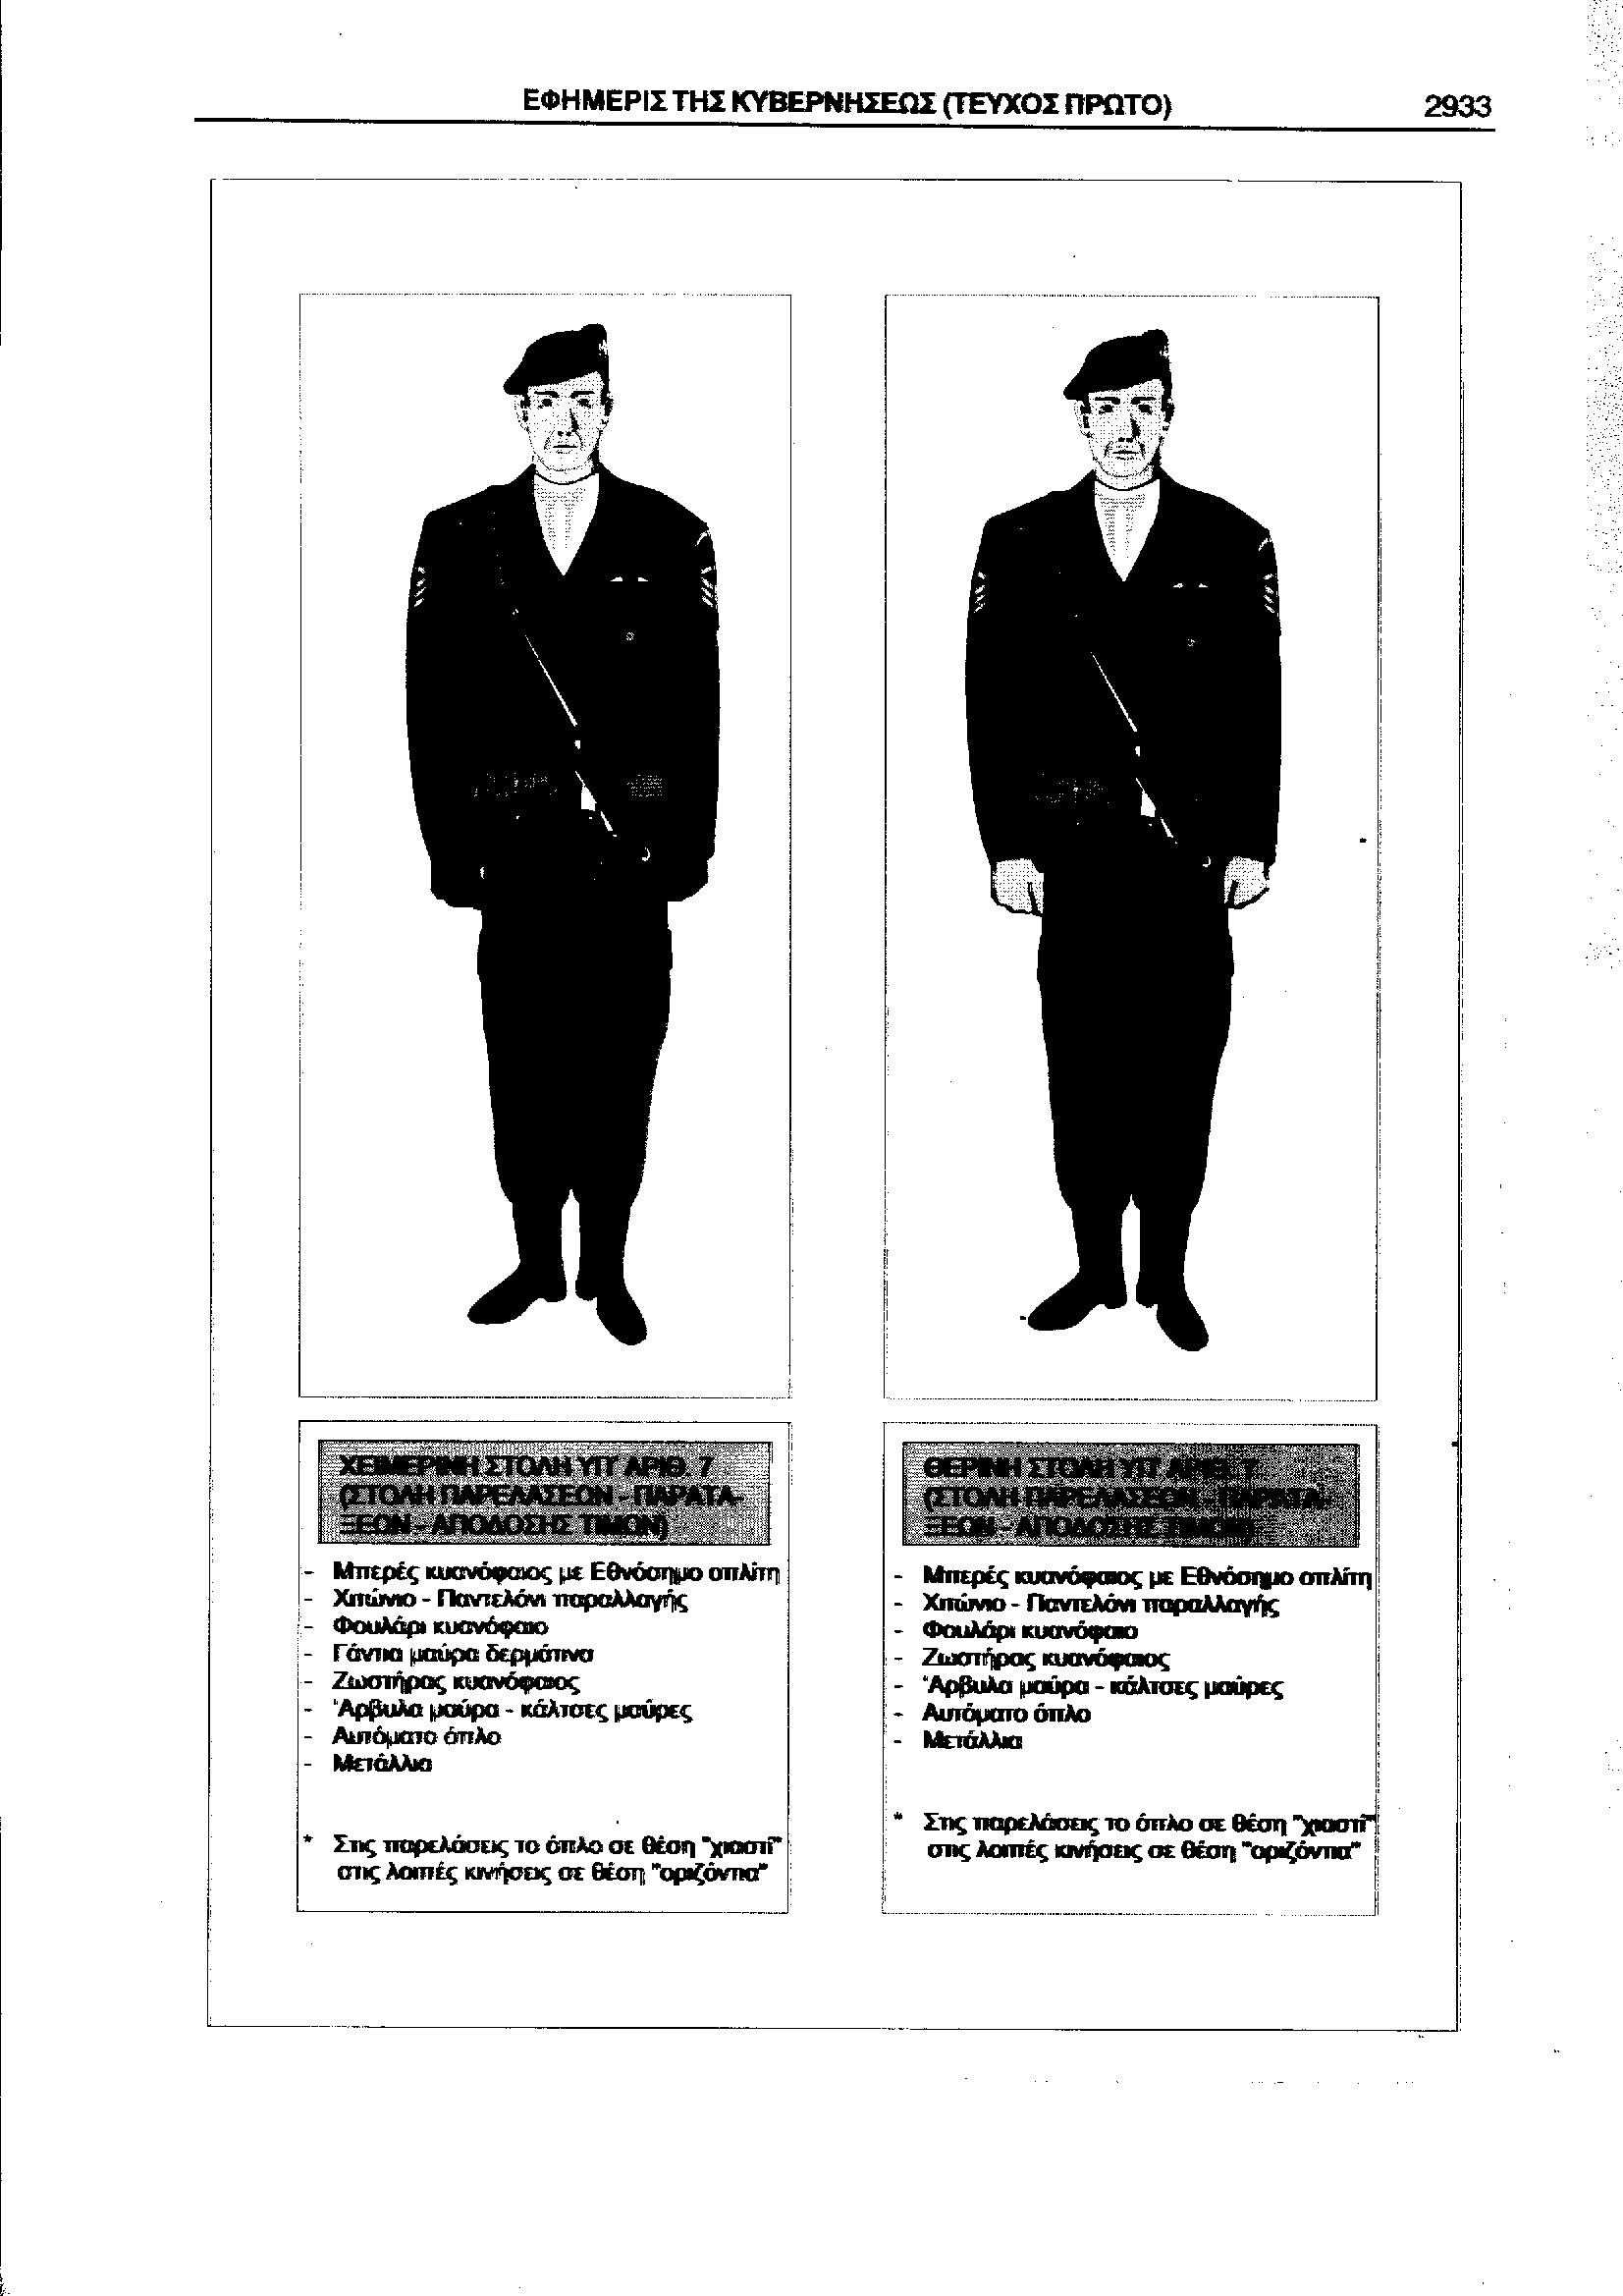 ΕΦΗΜΕΡΙΣ ΤΗΣ ΚΥΒΕΡΝΗΣΕΩΣ (ΤΕΥΧΟΣ ΠΡΩΤΟ)
2933
ΧΕΙΜΕΡΙΝΗ ΣΤΟΛΗ ΥΠ' ΑΡΙΘ. 7
(ΣΤΟΛΗ ΠΑΡΕΛΑΣΕΩΝ - ΠΑΡΑΤΑ-
ΞΕΩΝ - ΑΠΟΔΟΣΗΣ ΤΙΜΩΝ)
- Μπερές κυανόφαιος με Εθνόσημο οπλίτη
- Χιτώνιο - Παντελόνι παραλλαγής
- Φουλάρι κυανόφαιο
- Γάντια μαύρα δερμάτινα
- Ζωστήρας κυανόφαιος
- Άρβυλα μαύρα - κάλτσες μαύρες
- Αυτόματο όπλο
- Μετάλλια
* Στις παρελάσεις το όπλο σε θέση "χιαστί"
στις λοιπές κινήσεις σε θέση "οριζόντια"
ΘΕΡΙΝΗ ΣΤΟΛΗ ΥΠ' ΑΡΙΘ. 7
(ΣΤΟΛΗ ΠΑΡΕΛΑΣΕΩΝ - ΠΑΡΑΤΑ-
ΞΕΩΝ - ΑΠΟΔΟΣΗΣ ΤΙΜΩΝ)
- Μπερές κυανόφαιος με Εθνόσημο οπλίτη
- Χιτώνιο - Παντελόνι παραλλαγής
- Φουλάρι κυανόφαιο
- Ζωστήρας κυανόφαιος
- Άρβυλα μαύρα - κάλτσες μαύρες
- Αυτόματο όπλο
- Μετάλλια
* Στις παρελάσεις το όπλο σε θέση "χιαστί"
στις λοιπές κινήσεις σε θέση "οριζόντια"